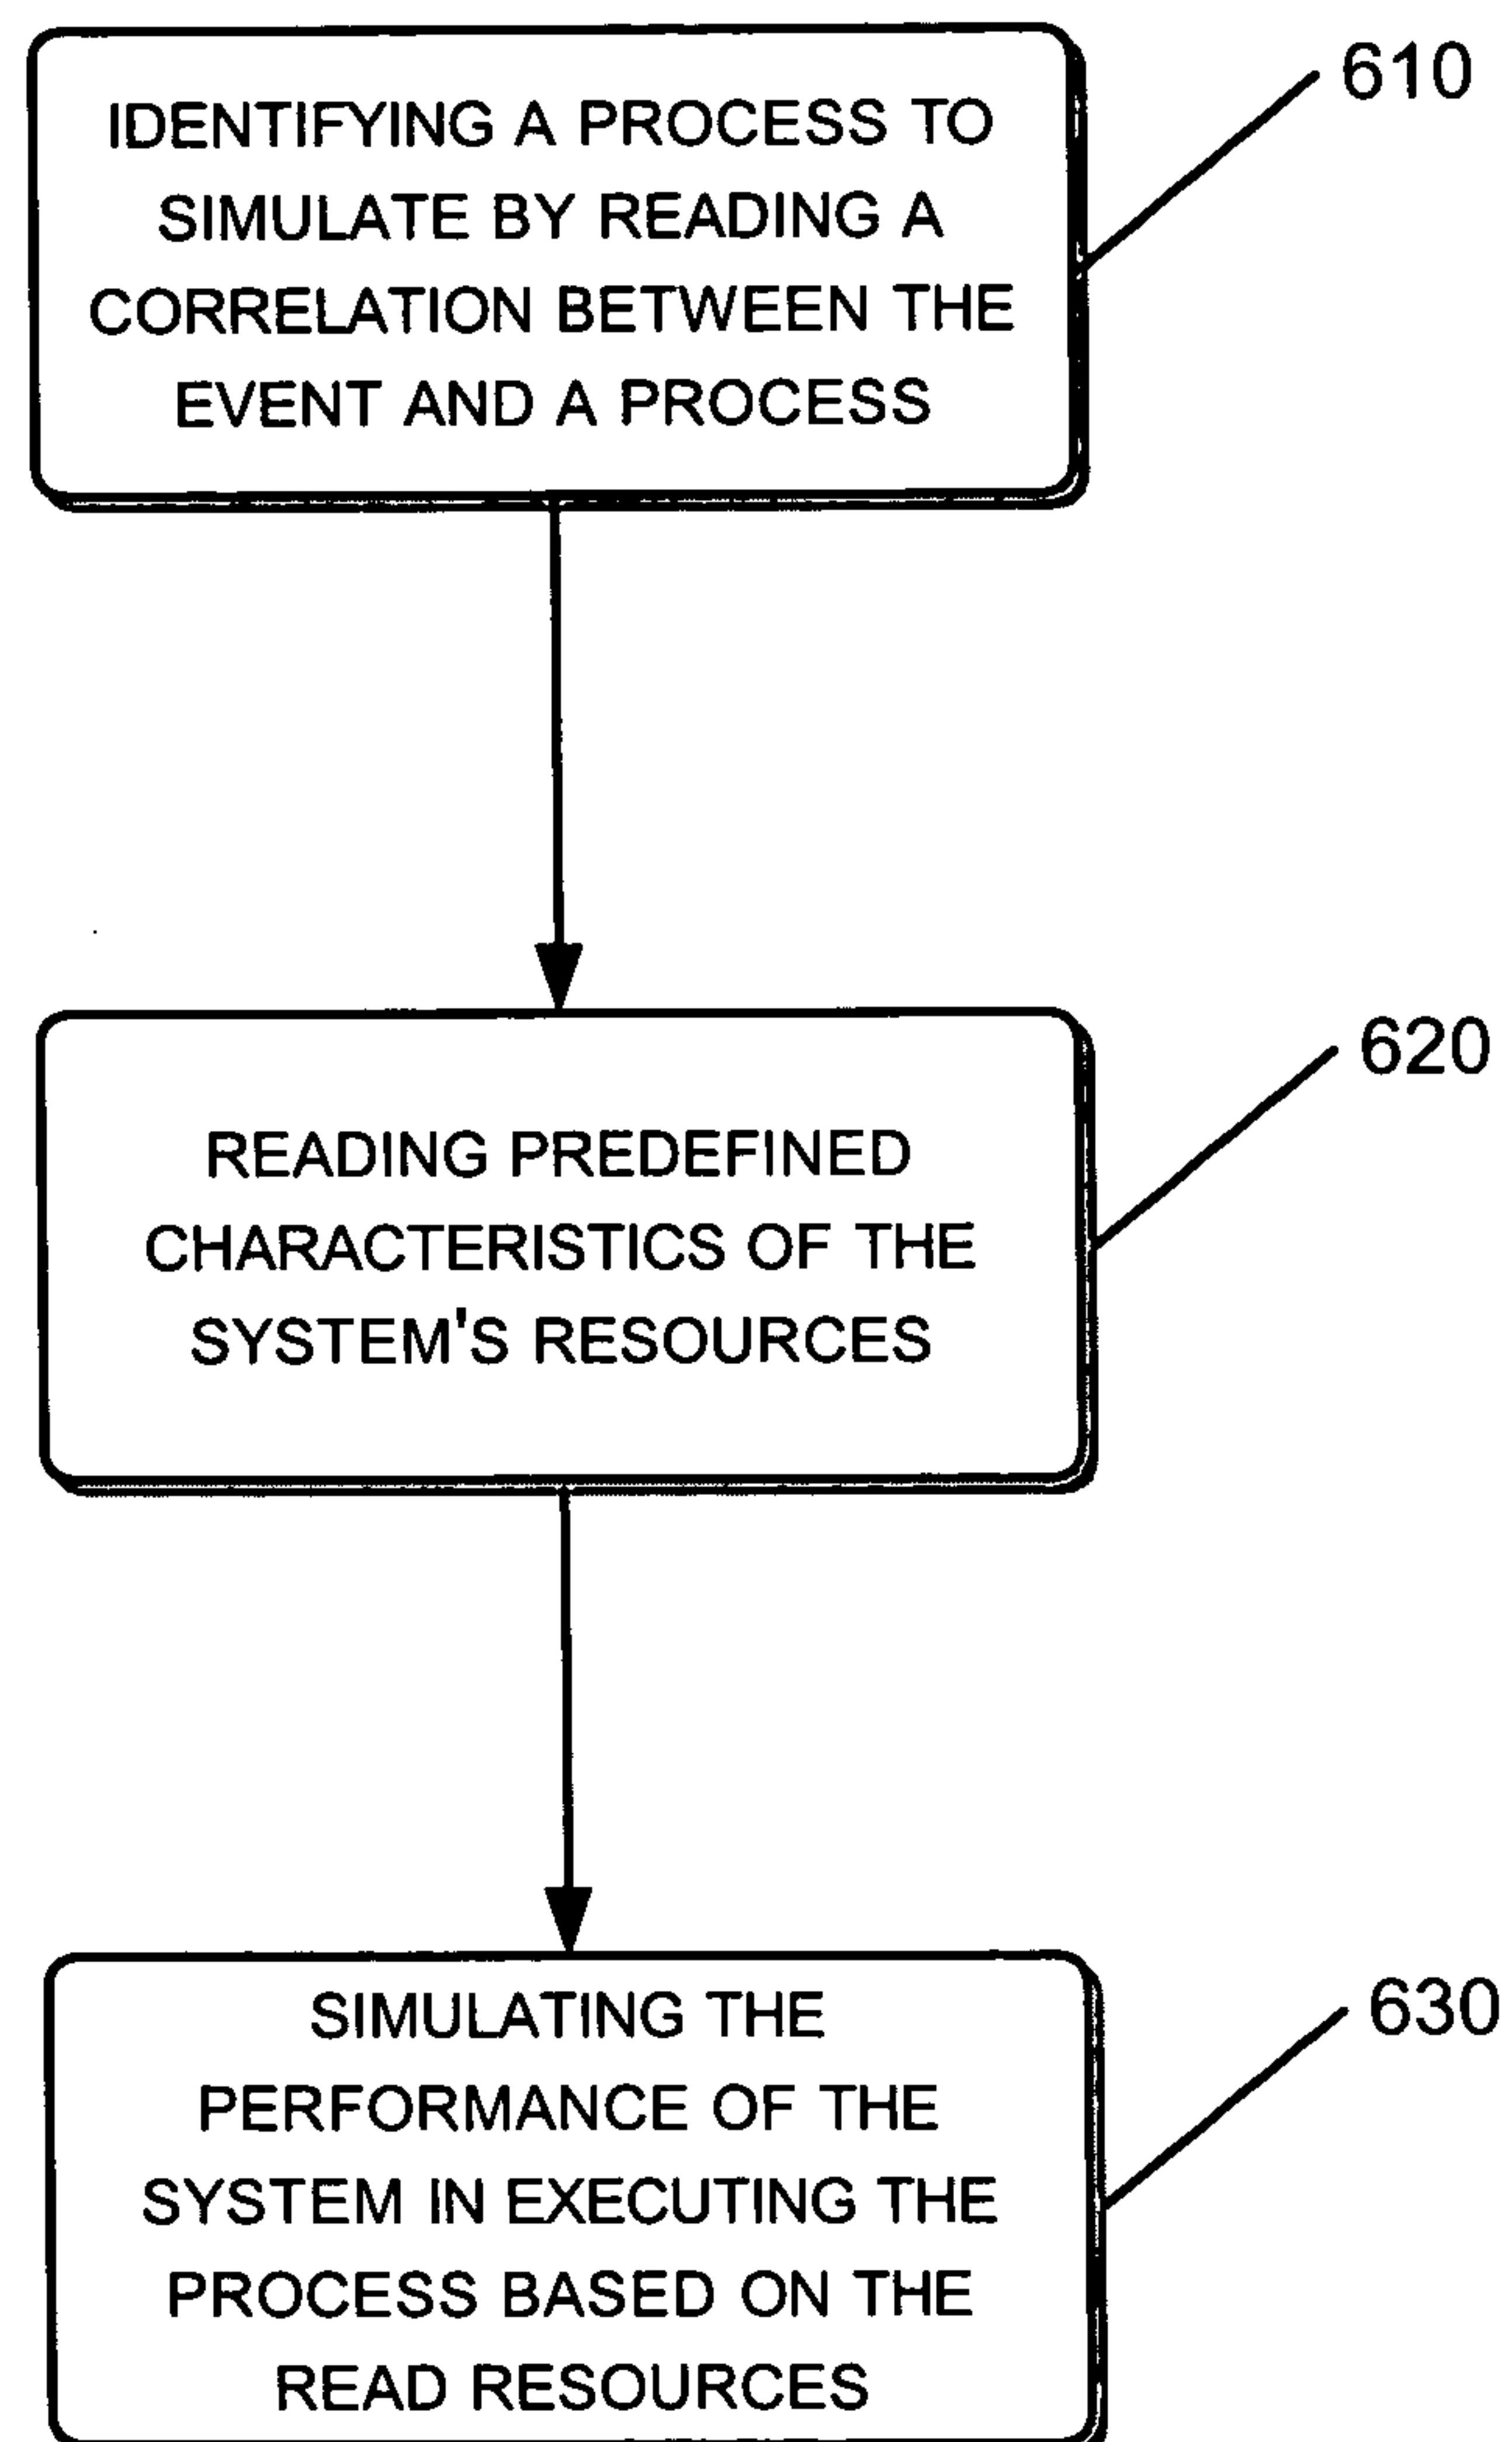 IDENTIFYING A PROCESS TO
SIMULATE BY READING A
CORRELATION BETWEEN THE
EVENT AND A PROCESS
610
READING PREDEFINED
CHARACTERISTICS OF THE
SYSTEM'S RESOURCES
620
SIMULATING THE
PERFORMANCE OF THE
SYSTEM IN EXECUTING THE
PROCESS BASED ON THE
READ RESOURCES
630